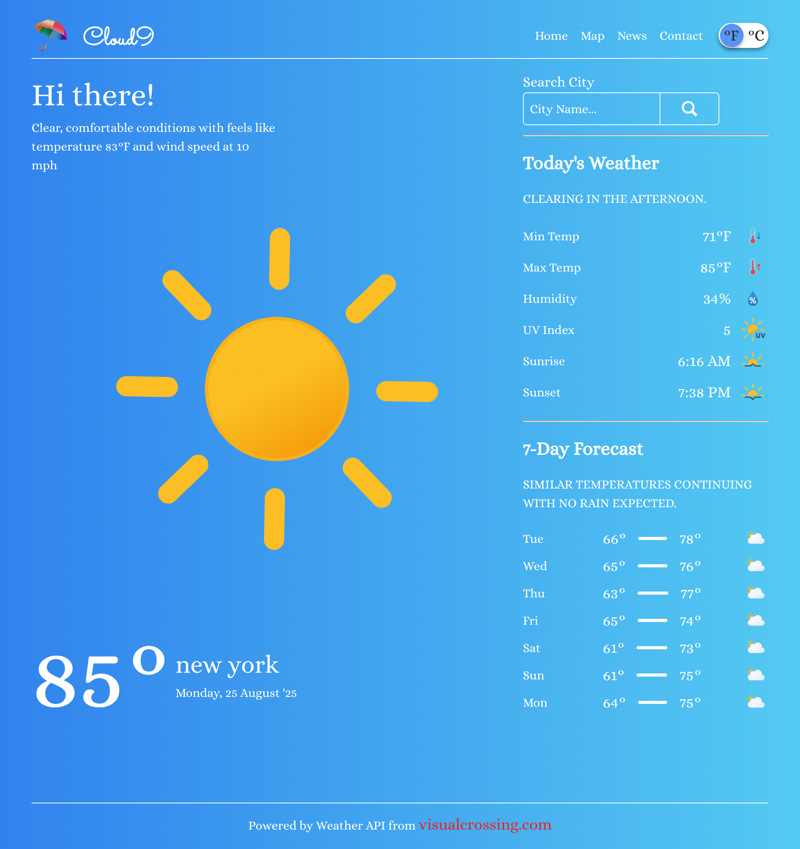 Cloud9
Home Map News Contact °F °C
Hi there!
Clear, comfortable conditions with feels like
temperature 83°F and wind speed at 10
mph
Search City
City Name...
Today's Weather
CLEARING IN THE AFTERNOON.
Min Temp 71°F
Max Temp 85°F
Humidity 34% %
UV Index 5 UV
Sunrise 6:16 AM
Sunset 7:38 PM
7-Day Forecast
SIMILAR TEMPERATURES CONTINUING
WITH NO RAIN EXPECTED.
Tue 66° 78°
Wed 65° 76°
Thu 63° 77°
Fri 65° 74°
Sat 61° 73°
Sun 61° 75°
Mon 64° 75°
85° new york
Monday, 25 August '25
Powered by Weather API from visualcrossing.com